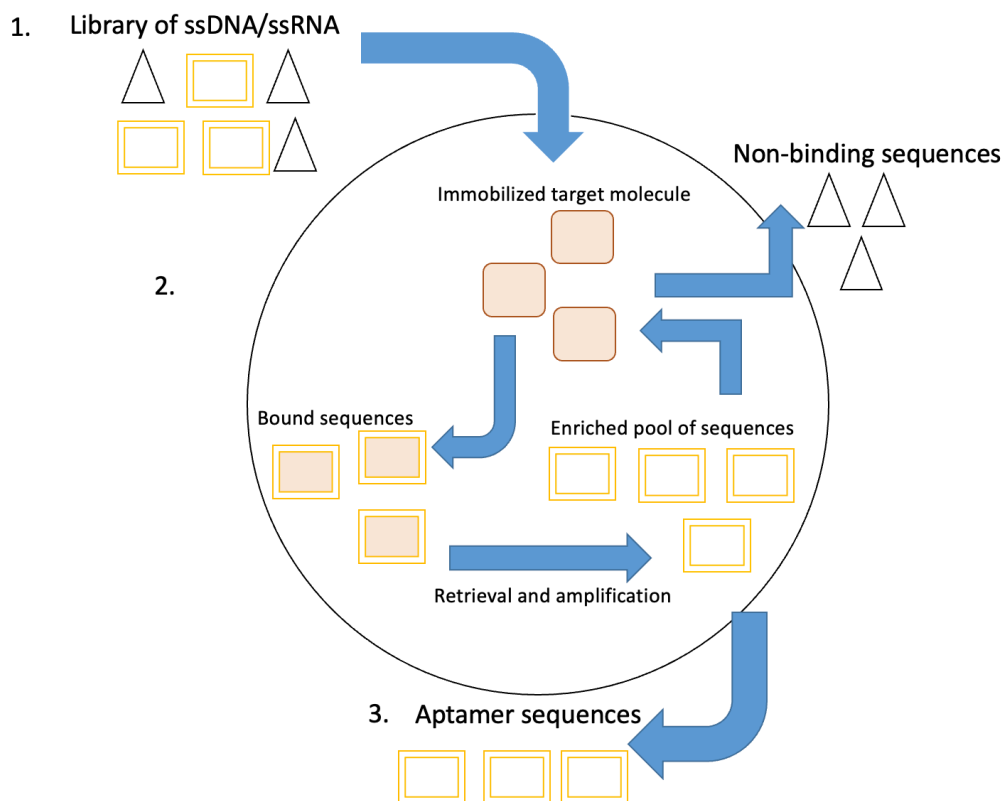 1. Library of ssDNA/ssRNA
Non-binding sequences
Immobilized target molecule
2.
Bound sequences
Enriched pool of sequences
Retrieval and amplification
3. Aptamer sequences